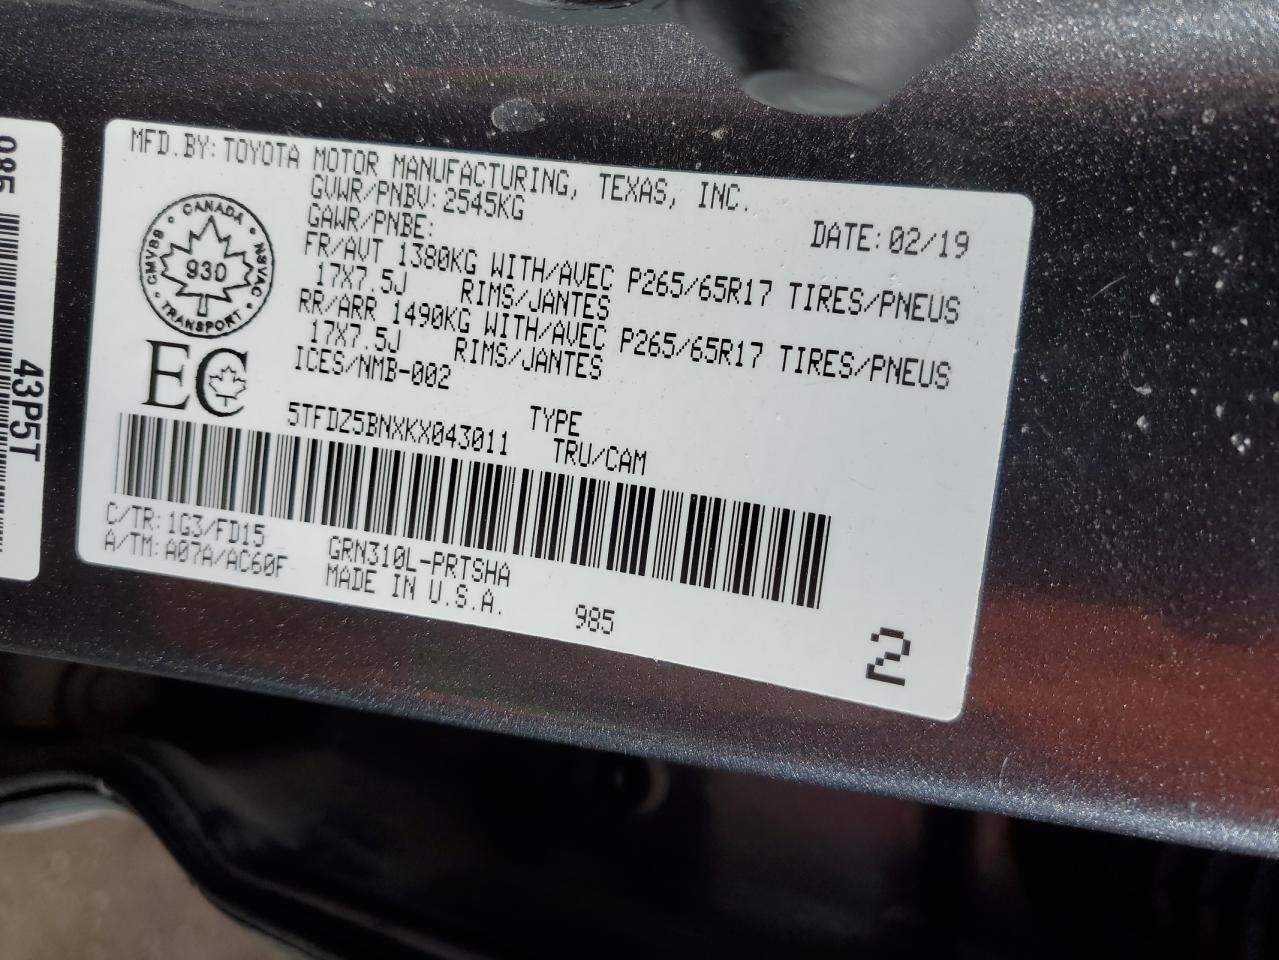 MFD.BY: TOYOTA MOTOR MANUFACTURING, TEXAS, INC.
GVWR/PNBV: 2545KG
DATE: 02/19
GAWR/PNBE:
FR/AVT 1380KG WITH/AVEC P265/65R17 TIRES/PNEUS
17X7.5J RIMS/JANTES
RR/ARR 1490KG WITH/AVEC P265/65R17 TIRES/PNEUS
17X7.5J RIMS/JANTES
ICES/NMB-002
CANADA
CMVSS
NSVAC
930
TRANSPORT
EC
5TFDZ5BNXKX043011
TYPE
TRU/CAM
C/TR: 1G3/FD15
A/TM: A07A/AC60F
GRN310L-PRTSHA
MADE IN U.S.A.
985
2
985
43P5T